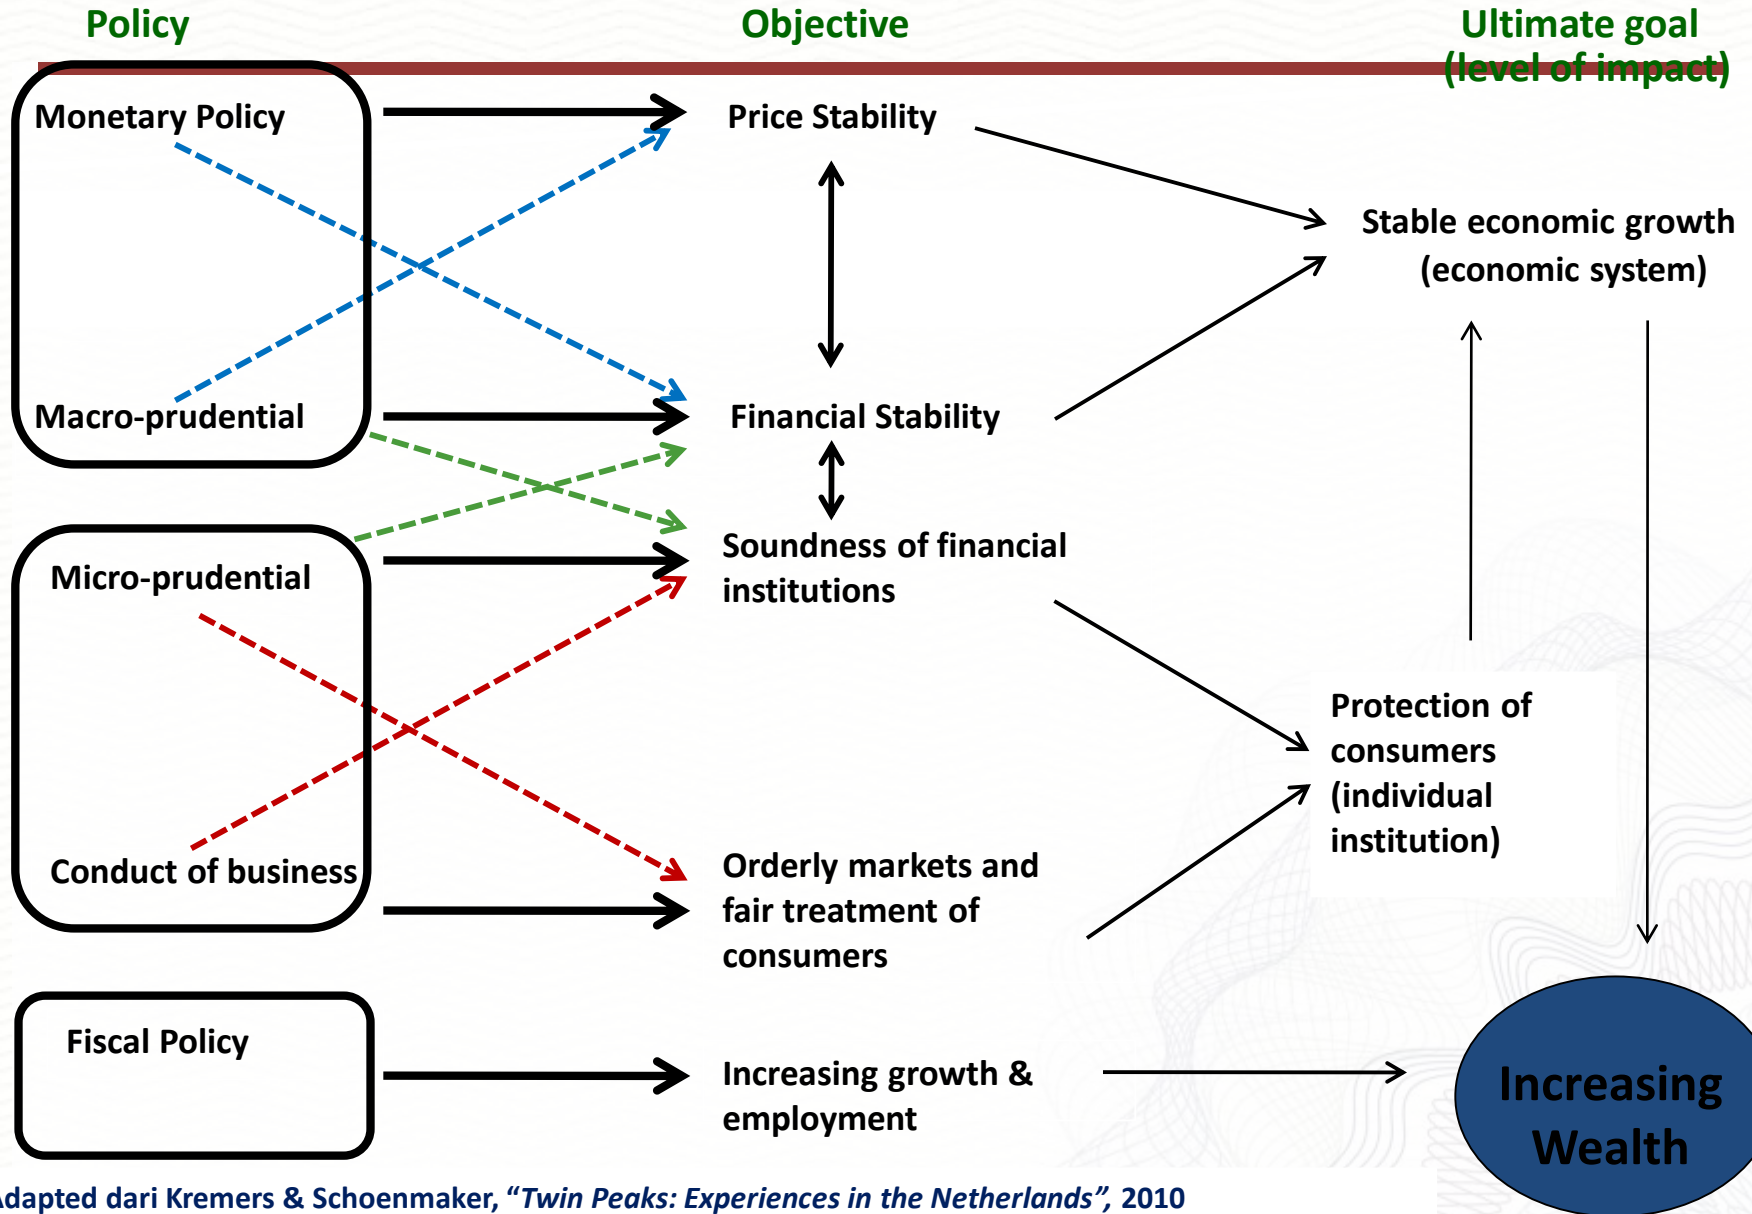 Policy
Objective
Ultimate goal
(level of impact)
Monetary Policy
Price Stability
Stable economic growth
(economic system)
Macro-prudential
Financial Stability
Micro-prudential
Soundness of financial
institutions
Protection of
consumers
(individual
institution)
Conduct of business
Orderly markets and
fair treatment of
consumers
Fiscal Policy
Increasing growth &
employment
Increasing
Wealth
Adapted dari Kremers & Schoenmaker, “Twin Peaks: Experiences in the Netherlands”, 2010